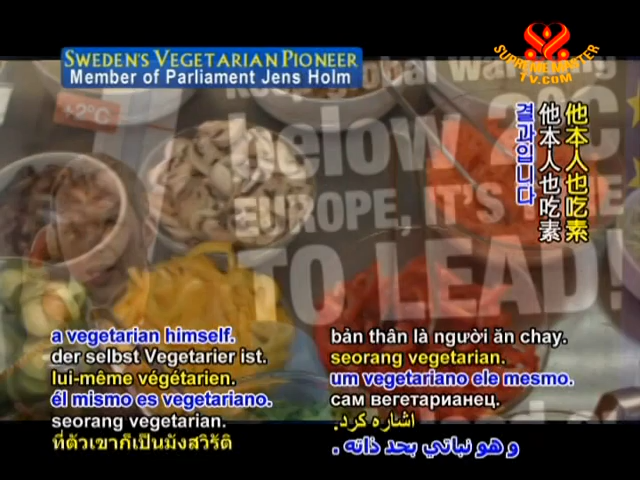 SWEDEN'S VEGETARIAN PIONEER
Member of Parliament Jens Holm
SUPREME MASTER
TV.COM
global warming
below 2°C
EUROPE, IT'S
TO LEAD!
+2°C
他本人也吃素
他本人也吃素
결과입니다
a vegetarian himself.
der selbst Vegetarier ist.
lui-même végétarien.
él mismo es vegetariano.
seorang vegetarian.
ที่ตัวเขาก็เป็นมังสวิรัติ
bản thân là người ăn chay.
seorang vegetarian.
um vegetariano ele mesmo.
сам вегетарианец.
اشاره کرد.
و هو نباتي بحد ذاته .